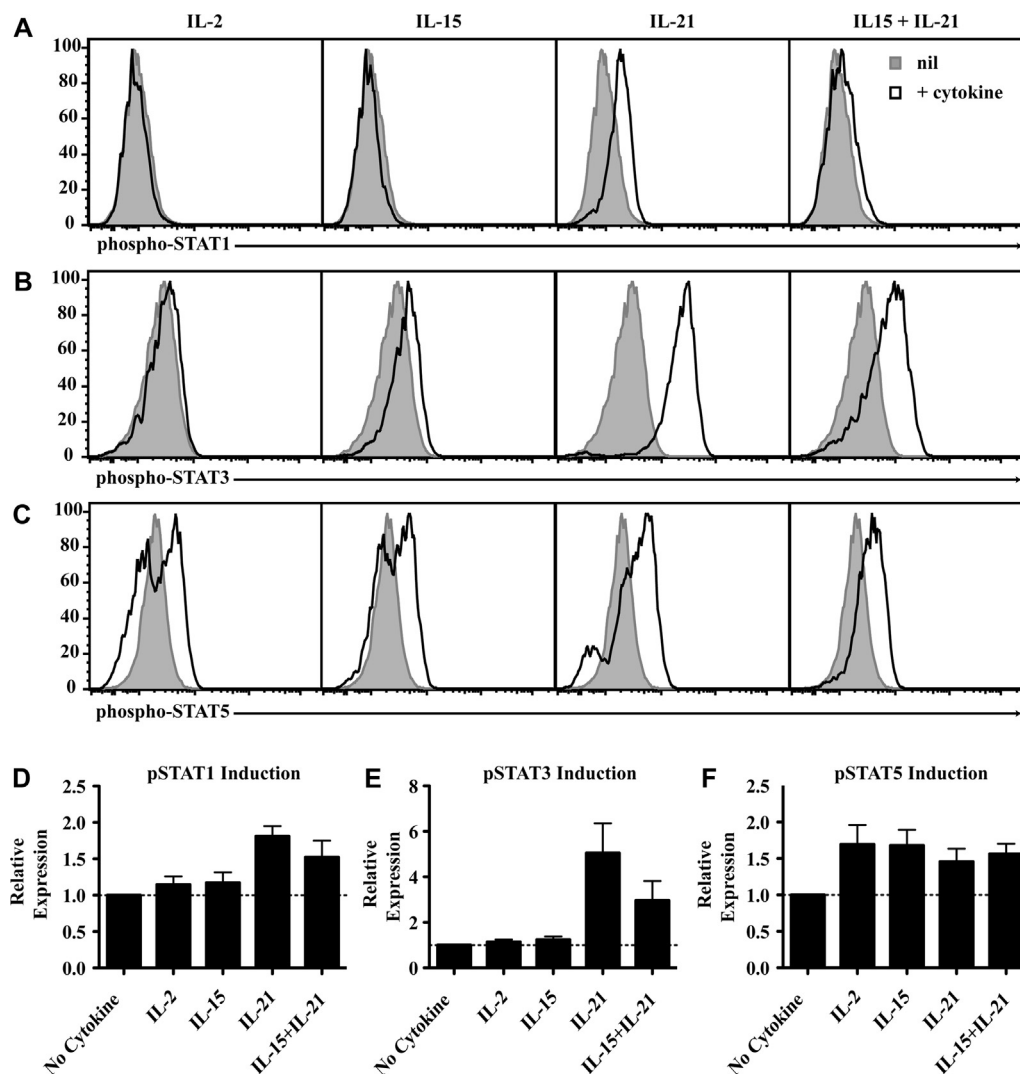 A
IL-2 IL-15 IL-21 IL15 + IL-21
100
80
60
40
20
0
nil
+ cytokine
phospho-STAT1
B
100
80
60
40
20
0
phospho-STAT3
C
100
80
60
40
20
0
phospho-STAT5
D
pSTAT1 Induction
Relative
Expression
2.5
2.0
1.5
1.0
0.5
0.0
No Cytokine
IL-2
IL-15
IL-21
IL-15+IL-21
E
pSTAT3 Induction
Relative
Expression
8
6
4
2
0
No Cytokine
IL-2
IL-15
IL-21
IL-15+IL-21
F
pSTAT5 Induction
Relative
Expression
2.5
2.0
1.5
1.0
0.5
0.0
No Cytokine
IL-2
IL-15
IL-21
IL-15+IL-21